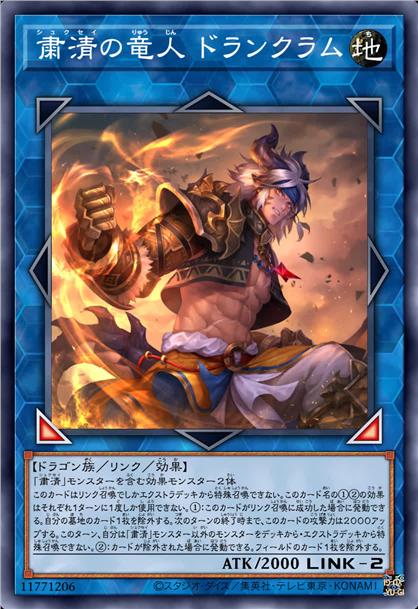 シュクセイ りゅう じん ち
粛清の竜人 ドランクラム 地
【ドラゴン族／リンク／効果】
「粛清」モンスターを含む効果モンスター2体
このカードはリンク召喚でしかエクストラデッキから特殊召喚できない。このカード名の①②の効果
はそれぞれ1ターンに1度しか使用できない。①：このカードがリンク召喚に成功した場合に発動でき
る。自分の墓地のカード1枚を除外する。次のターンの終了時まで、このカードの攻撃力は2000アッ
プする。このターン、自分は「粛清」モンスター以外のモンスターをデッキから・エクストラデッキから特
殊召喚できない。②：カードが除外された場合に発動できる。フィールドのカード1枚を除外する。
ATK/2000 LINK-2
11771206 ©スタジオ・ダイス／集英社・テレビ東京・KONAMI